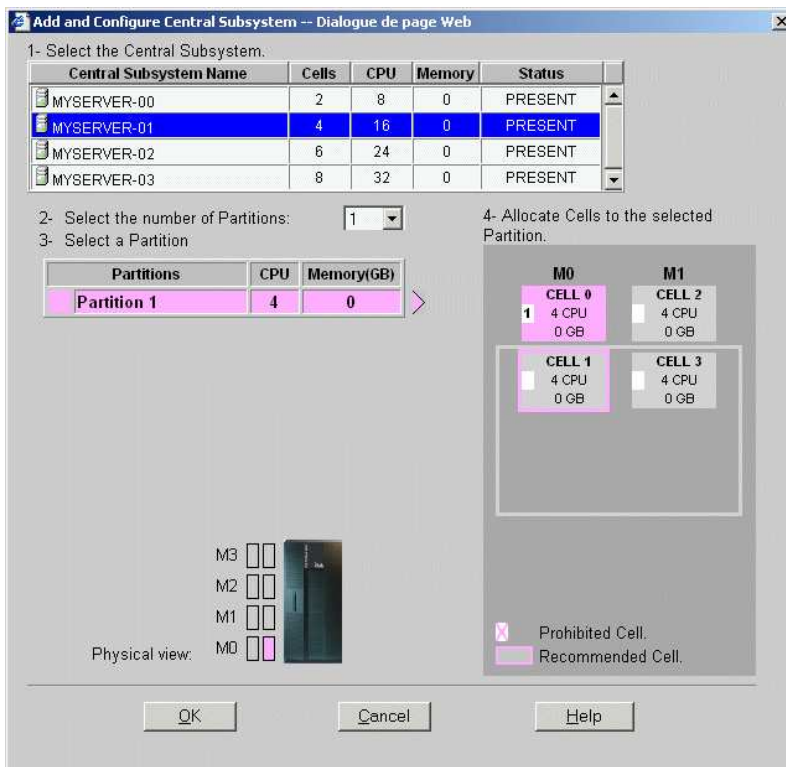 Add and Configure Central Subsystem -- Dialogue de page Web
1- Select the Central Subsystem.
Central Subsystem Name Cells CPU Memory Status
MYSERVER-00 2 8 0 PRESENT
MYSERVER-01 4 16 0 PRESENT
MYSERVER-02 6 24 0 PRESENT
MYSERVER-03 8 32 0 PRESENT
2- Select the number of Partitions: 1
3- Select a Partition
Partitions CPU Memory(GB)
Partition 1 4 0
4- Allocate Cells to the selected
Partition.
M0 M1
CELL 0 CELL 2
1 4 CPU 4 CPU
0 GB 0 GB
CELL 1 CELL 3
4 CPU 4 CPU
0 GB 0 GB
M3
M2
M1
Physical view: M0
X Prohibited Cell.
Recommended Cell.
OK Cancel Help